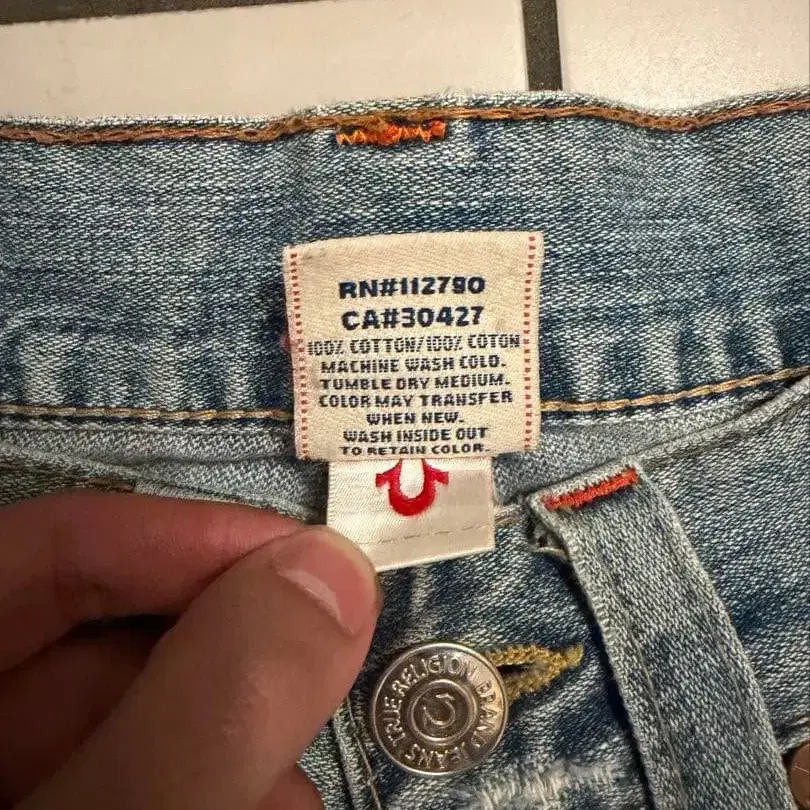 RN#112790
CA#30427
100% COTTON/100% COTON
MACHINE WASH COLD.
TUMBLE DRY MEDIUM.
COLOR MAY TRANSFER
WHEN NEW.
WASH INSIDE OUT
TO RETAIN COLOR.
TRUE RELIGION BRAND JEANS